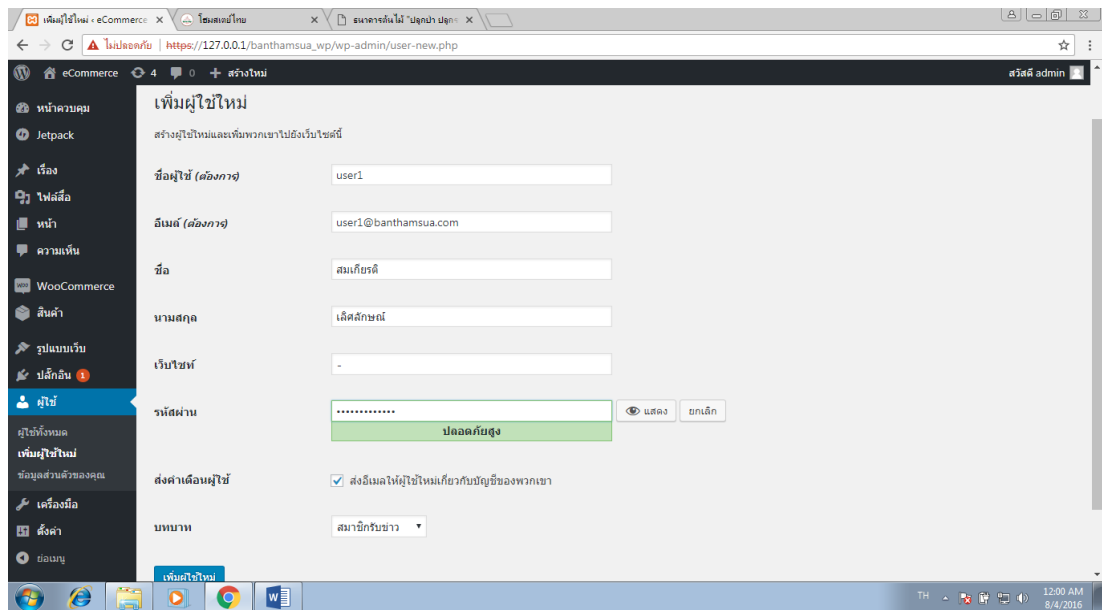 เพิ่มผู้ใช้ใหม่ ‹ eCommerce
โฮมสเตย์ไทย
ธนาคารต้นไม้ "ปลูกป่า ปลูก
ไม่ปลอดภัย https://127.0.0.1/banthamsua_wp/wp-admin/user-new.php
eCommerce 4 0 + สร้างใหม่
สวัสดี admin
หน้าควบคุม
Jetpack
เรื่อง
ไฟล์สื่อ
หน้า
ความเห็น
WooCommerce
สินค้า
รูปแบบเว็บ
ปลั๊กอิน 1
ผู้ใช้
ผู้ใช้ทั้งหมด
เพิ่มผู้ใช้ใหม่
ข้อมูลส่วนตัวของคุณ
เครื่องมือ
ตั้งค่า
ย่อเมนู
เพิ่มผู้ใช้ใหม่
สร้างผู้ใช้ใหม่และเพิ่มพวกเขาไปยังเว็บไซต์นี้
ชื่อผู้ใช้ (ต้องการ) user1
อีเมล์ (ต้องการ) user1@banthamsua.com
ชื่อ สมเกียรติ
นามสกุล เลิศลักษณ์
เว็บไซท์ -
รหัสผ่าน ••••••••••••• แสดง ยกเลิก
ปลอดภัยสูง
ส่งคำเตือนผู้ใช้ ส่งอีเมลให้ผู้ใช้ใหม่เกี่ยวกับบัญชีของพวกเขา
บทบาท สมาชิกรับข่าว
เพิ่มผู้ใช้ใหม่
TH 12:00 AM
8/4/2016